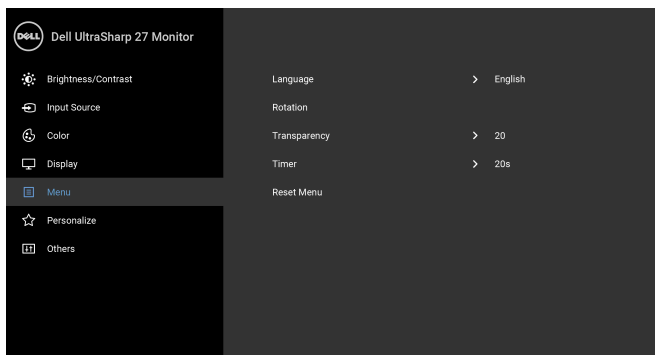 DELL Dell UltraSharp 27 Monitor
Brightness/Contrast
Input Source
Color
Display
Menu
Personalize
Others
Language > English
Rotation
Transparency > 20
Timer > 20s
Reset Menu